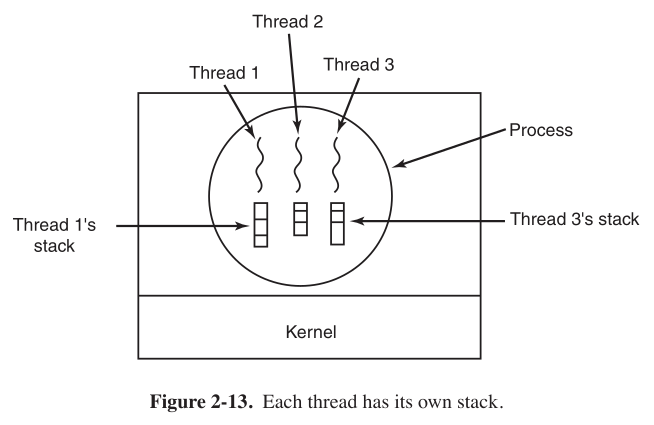 Thread 2
Thread 1
Thread 3
Process
Thread 1's
stack
Thread 3's stack
Kernel
Figure 2-13. Each thread has its own stack.